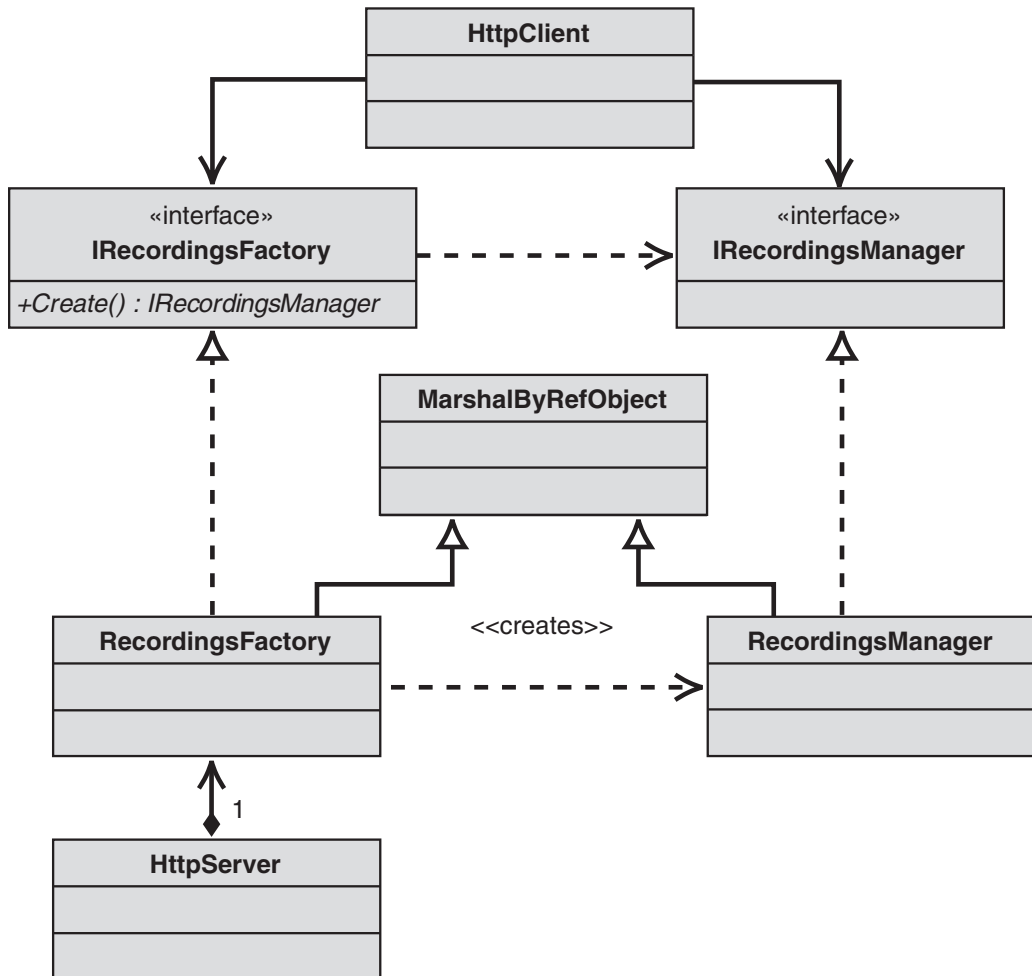 HttpClient
«interface»
IRecordingsFactory
+Create() : IRecordingsManager
«interface»
IRecordingsManager
MarshalByRefObject
<<creates>>
RecordingsFactory
RecordingsManager
1
HttpServer